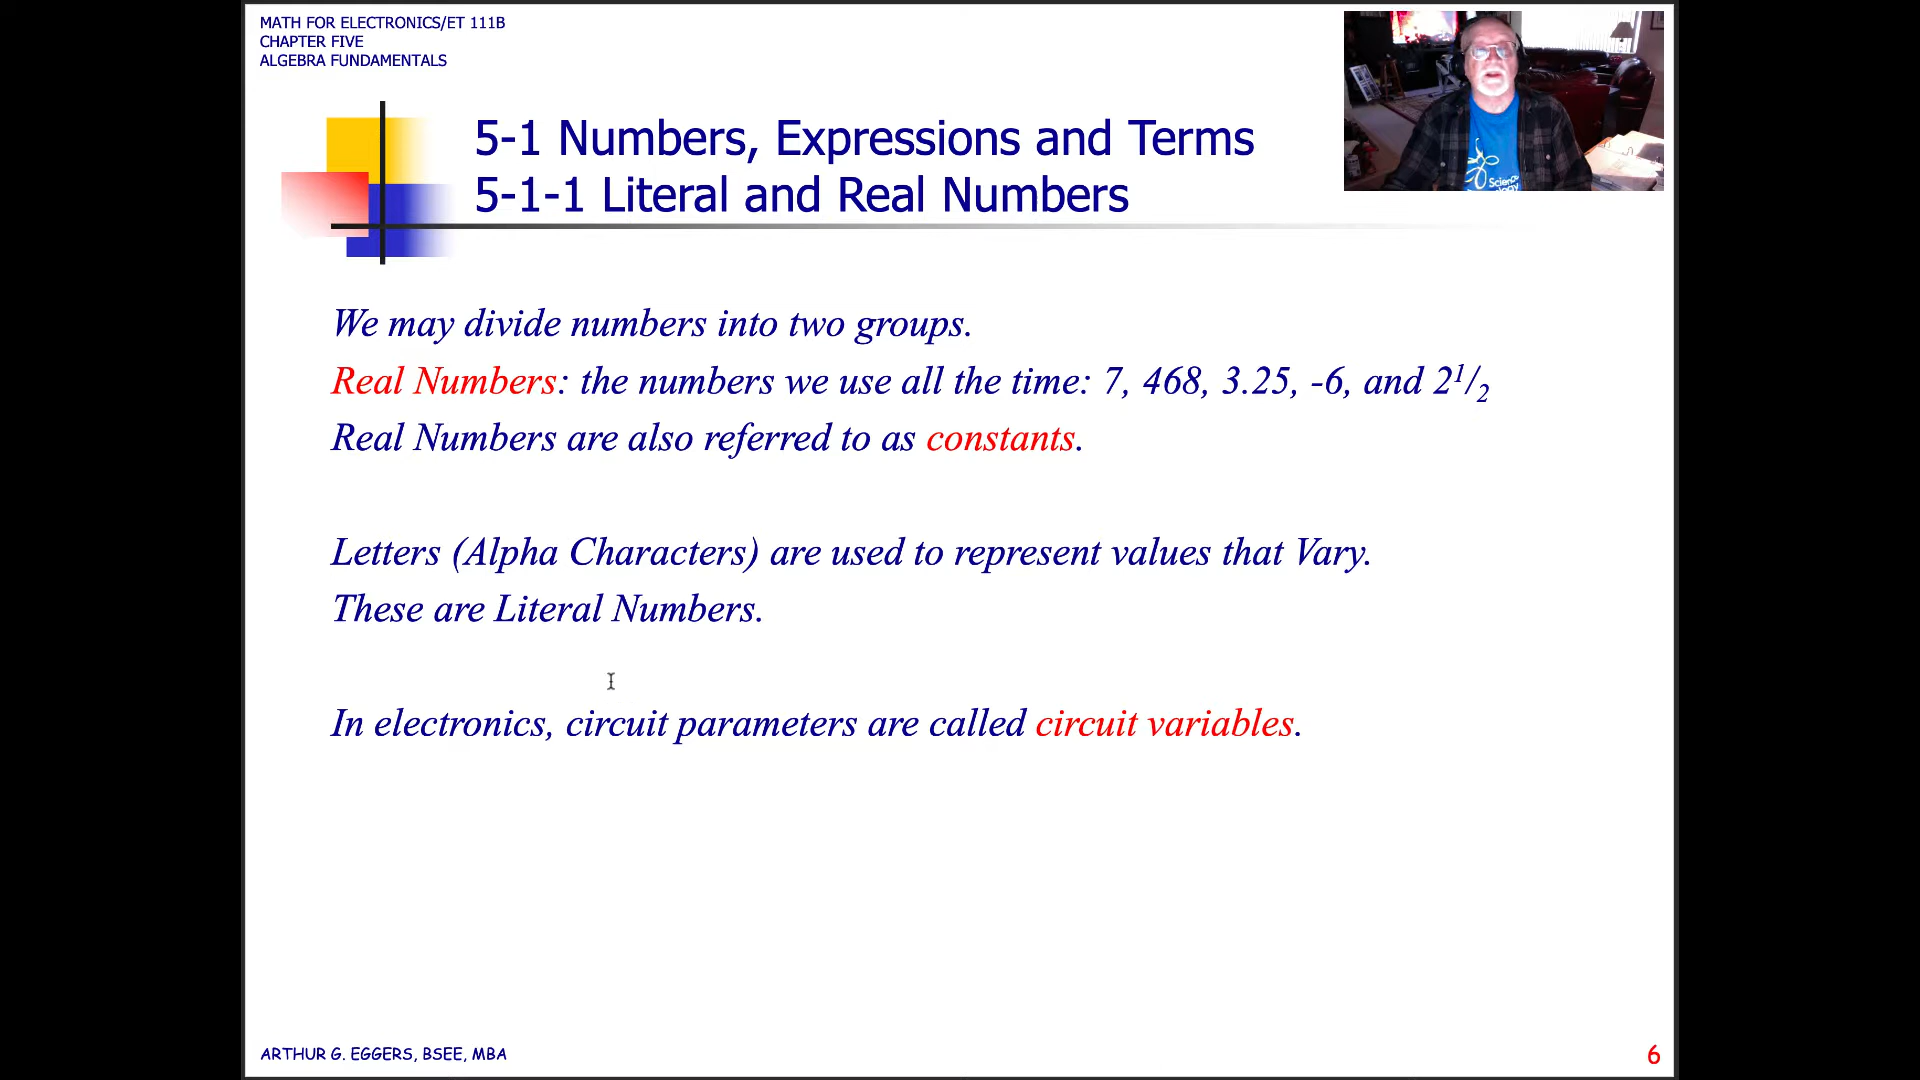 MATH FOR ELECTRONICS/ET 111B
CHAPTER FIVE
ALGEBRA FUNDAMENTALS
5-1 Numbers, Expressions and Terms
5-1-1 Literal and Real Numbers
We may divide numbers into two groups.
Real Numbers: the numbers we use all the time: 7, 468, 3.25, -6, and 2¹/₂
Real Numbers are also referred to as constants.
Letters (Alpha Characters) are used to represent values that Vary.
These are Literal Numbers.
In electronics, circuit parameters are called circuit variables.
ARTHUR G. EGGERS, BSEE, MBA
6